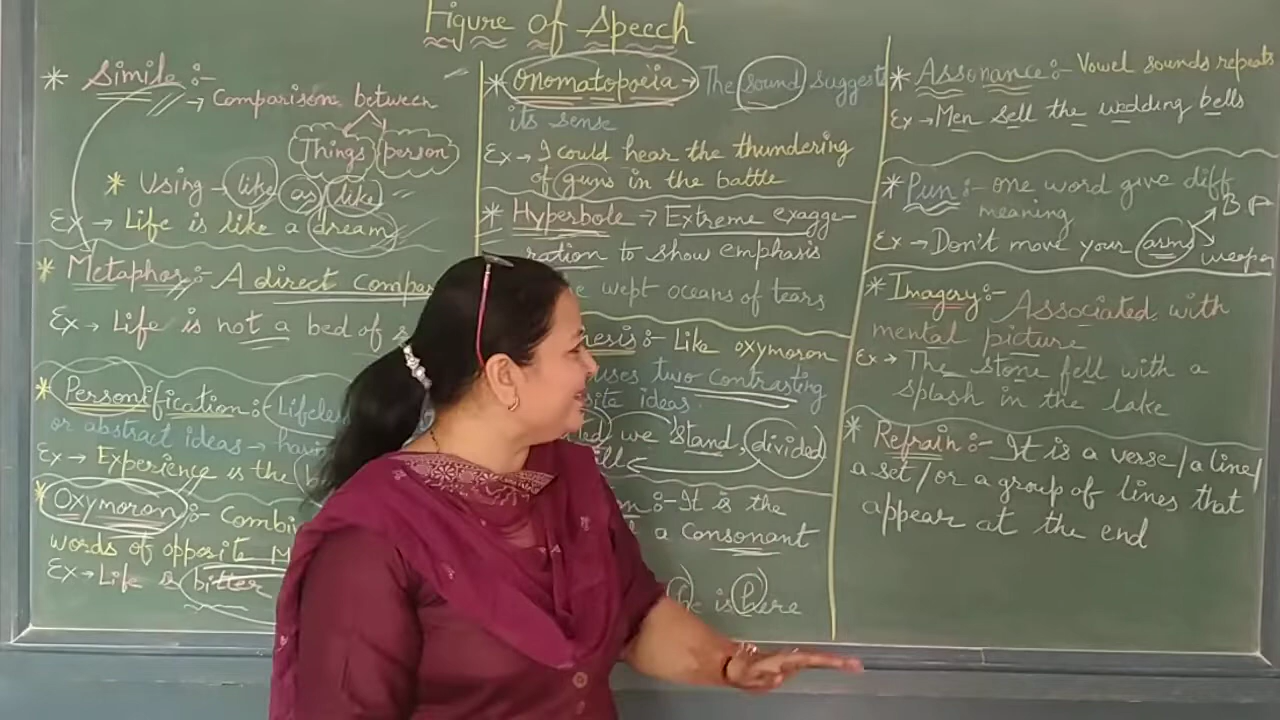 Figure of Speech
* Simile :-
→ Comparison between
Things person
* Using - like as like
Ex → Life is like a dream
* Metaphor :- A direct compar
Ex → Life is not a bed of
* Personification :- Lifeless
or abstract ideas → havin
Ex → Experience is the
* Oxymoron :- Combi
words of opposite M
Ex → Life is bitter
* Onomatopoeia → The sound suggest
its sense
Ex → I could hear the thundering
of guns in the battle
* Hyperbole → Extreme exagge-
ration to show emphasis
wept oceans of tears
hesis :- Like oxymoron
uses two contrasting
site ideas.
ed we stand, divided
ll
on :- It is the
a consonant
he is here
* Assonance :- Vowel sounds repeats
Ex → Men sell the wedding bells
* Pun :- one word give diff
meaning
B P
Ex → Don't move your arms
weapon
* Imagery :- Associated with
mental picture
Ex → The stone fell with a
splash in the lake
* Refrain :- It is a verse/a line/
a set/or a group of lines that
appear at the end